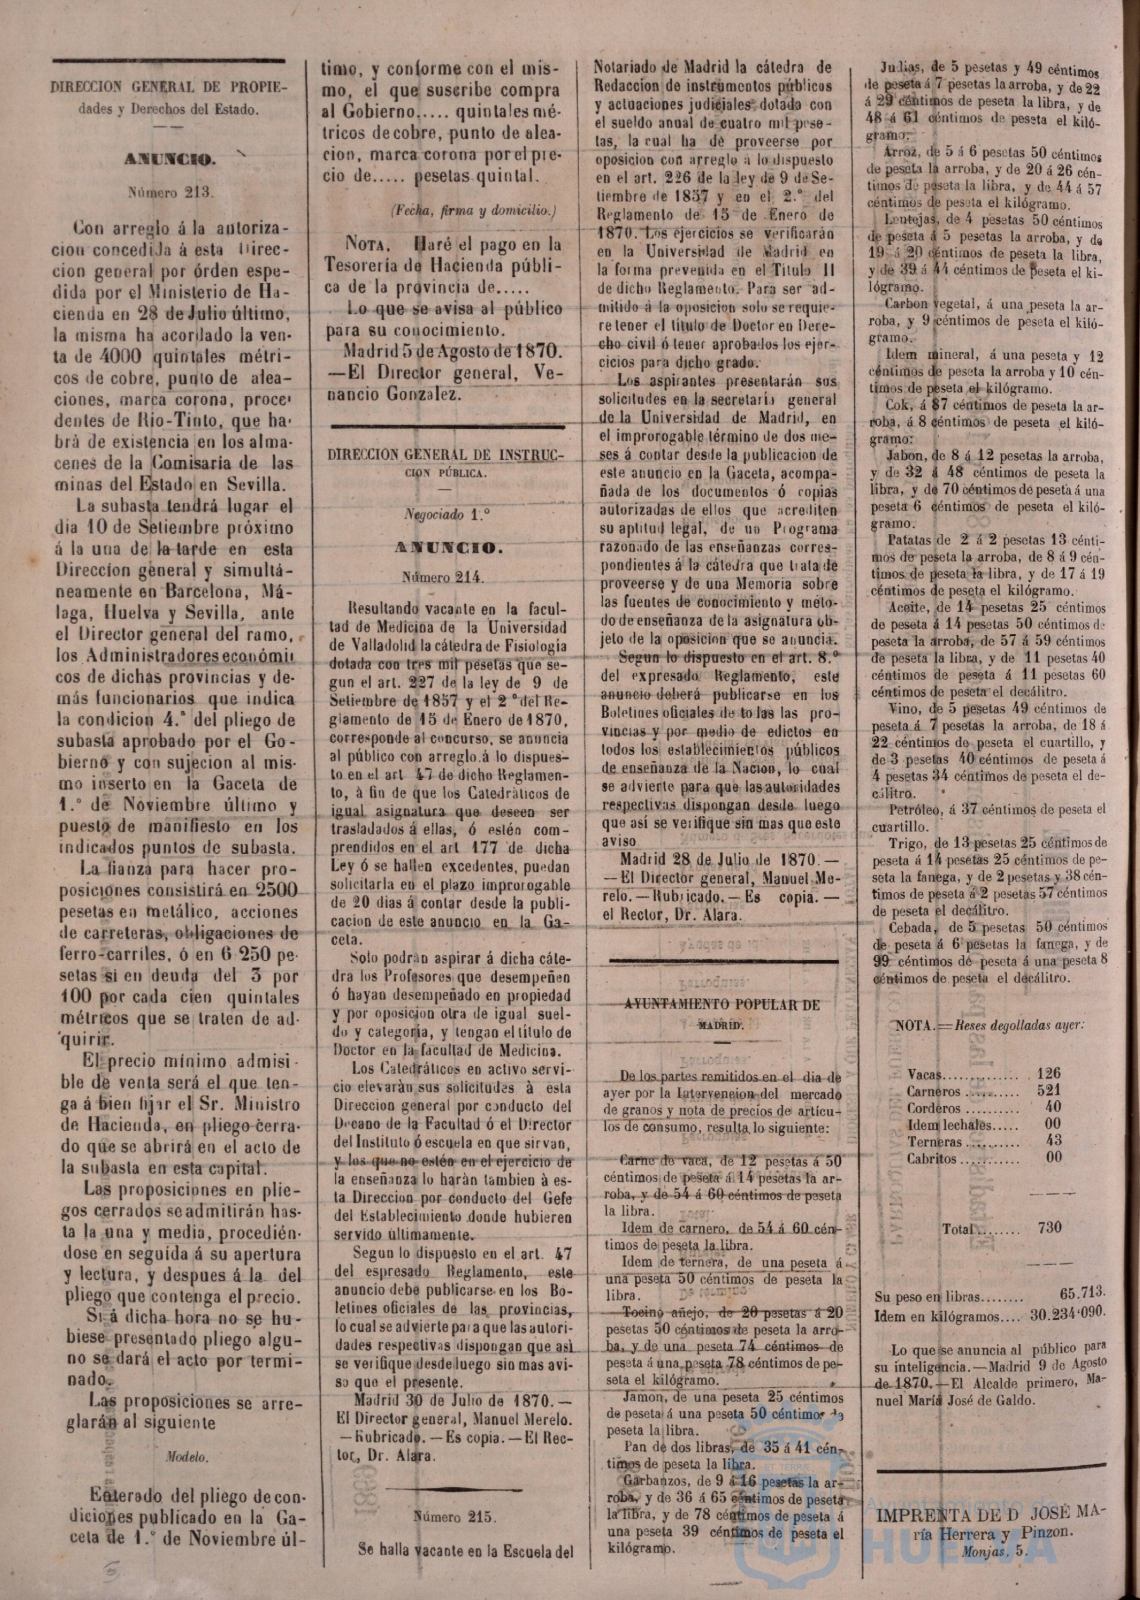 DIRECCION GENERAL DE PROPIE-
dades y Derechos del Estado.
ANUNCIO.
Número 213.
Con arreglo á la autoriza-
cion concedida á esta Direc-
cion general por órden espe-
dida por el Ministerio de Ha-
cienda en 28 de Julio último,
la misma ha acordado la ven-
ta de 4000 quintales métri-
cos de cobre, punto de alea-
ciones, marca corona, proce-
dentes de Rio-Tinto, que ha-
brá de existencia en los alma-
cenes de la Comisaria de las
minas del Estado en Sevilla.
La subasta tendrá lugar el
dia 10 de Setiembre próximo
á la una de la tarde en esta
Direccion general y simultá-
neamente en Barcelona, Má-
laga, Huelva y Sevilla, ante
el Director general del ramo,
los Administradores económi-
cos de dichas provincias y de-
más funcionarios que indica
la condicion 4.ª del pliego de
subasta aprobado por el Go-
bierno y con sujecion al mis-
mo inserto en la Gaceta de
1.º de Noviembre último y
puesto de manifiesto en los
indicados puntos de subasta.
La fianza para hacer pro-
posiciones consistirá en 2500
pesetas en metálico, acciones
de carreteras, obligaciones de
ferro-carriles, ó en 6 250 pe-
setas si en deuda del 3 por
100 por cada cien quintales
métricos que se traten de ad-
quirir.
El precio mínimo admisi-
ble de venta será el que ten-
ga á bien fijar el Sr. Ministro
de Hacienda, en pliego cerra-
do que se abrirá en el acto de
la subasta en esta capital.
Las proposiciones en plie-
gos cerrados se admitirán has-
ta la una y media, procedién-
dose en seguida á su apertura
y lectura, y despues á la del
pliego que contenga el precio.
Si á dicha hora no se hu-
biese presentado pliego algu-
no se dará el acto por termi-
nado.
Las proposiciones se arre-
glarán al siguiente
Modelo.
Enterado del pliego de con-
diciones publicado en la Ga-
ceta de 1.º de Noviembre úl-
timo, y conforme con el mis-
mo, el que suscribe compra
al Gobierno..... quintales mé-
tricos de cobre, punto de alea-
cion, marca corona por el pre-
cio de..... pesetas quintal.
(Fecha, firma y domicilio.)
NOTA. Haré el pago en la
Tesorería de Hacienda públi-
ca de la provincia de.....
Lo que se avisa al público
para su conocimiento.
Madrid 5 de Agosto de 1870.
—El Director general, Ve-
nancio Gonzalez.
DIRECCION GENERAL DE INSTRUC-
CION PÚBLICA.
Negociado 1.º
ANUNCIO.
Número 214.
Resultando vacante en la facul-
tad de Medicina de la Universidad
de Valladolid la cátedra de Fisiologia
dotada con tres mil pesetas que se-
gun el art. 227 de la ley de 9 de
Setiembre de 1857 y el 2.º del Re-
glamento de 15 de Enero de 1870,
corresponde al concurso, se anuncia
al público con arreglo á lo dispues-
to en el art 47 de dicho Reglamen-
to, á fin de que los Catedráticos de
igual asignatura que deseen ser
trasladados á ellas, ó estén com-
prendidos en el art 177 de dicha
Ley ó se hallen excedentes, puedan
solicitarla en el plazo improrogable
de 20 dias á contar desde la publi-
cacion de este anuncio en la Ga-
ceta.
Solo podrán aspirar á dicha cáte-
dra los Profesores que desempeñen
ó hayan desempeñado en propiedad
y por oposicion otra de igual suel-
do y categoria, y tengan el título de
Doctor en la facultad de Medicina.
Los Catedráticos en activo servi-
cio elevarán sus solicitudes á esta
Direccion general por conducto del
Decano de la Facultad ó el Director
del Instituto ó escuela en que sirvan,
y los que no estén en el ejercicio de
la enseñanza lo harán tambien á es-
ta Direccion por conducto del Gefe
del Establecimiento donde hubieren
servido últimamente.
Segun lo dispuesto en el art. 47
del espresado Reglamento, este
anuncio debe publicarse en los Bo-
letines oficiales de las provincias,
lo cual se advierte para que las autori-
dades respectivas dispongan que así
se verifique desde luego sin mas avi-
so que el presente.
Madrid 30 de Julio de 1870.—
El Director general, Manuel Merelo.
—Rubricado.—Es copia.—El Rec-
tor, Dr. Alara.
Número 215.
Se halla vacante en la Escuela del
Notariado de Madrid la cátedra de
Redaccion de instrumentos públicos
y actuaciones judiciales dotado con
el sueldo anual de cuatro mil pese-
tas, la cual ha de proveerse por
oposicion con arreglo á lo dispuesto
en el art. 226 de la ley de 9 de Se-
tiembre de 1857 y en el 2.º del
Reglamento de 15 de Enero de
1870. Los ejercicios se verificarán
en la Universidad de Madrid en
la forma prevenida en el Titulo II
de dicho Reglamento. Para ser ad-
mitido á la oposicion solo se requie-
re tener el titulo de Doctor en Dere-
cho civil ó tener aprobados los ejer-
cicios para dicho grado.
Los aspirantes presentarán sus
solicitudes en la secretaría general
de la Universidad de Madrid, en
el improrogable término de dos me-
ses á contar desde la publicacion de
este anuncio en la Gaceta, acompa-
ñada de los documentos ó copias
autorizadas de ellos que acrediten
su aptitud legal, de un Programa
razonado de las enseñanzas corres-
pondientes á la cátedra que trata de
proveerse y de una Memoria sobre
las fuentes de conocimiento y méto-
do de enseñanza de la asignatura ob-
jeto de la oposicion que se anuncia.
Segun lo dispuesto en el art. 8.º
del expresado Reglamento, este
anuncio deberá publicarse en los
Boletines oficiales de todas las pro-
vincias y por medio de edictos en
todos los establecimientos públicos
de enseñanza de la Nacion, lo cual
se advierte para que las autoridades
respectivas dispongan desde luego
que así se verifique sin mas que este
aviso
Madrid 28 de Julio de 1870.—
—El Director general, Manuel Me-
relo.—Rubricado.—Es copia.—
el Rector, Dr. Alara.
AYUNTAMIENTO POPULAR DE
MADRID.
De los partes remitidos en el dia de
ayer por la Intervencion del mercado
de granos y nota de precios de articu-
los de consumo, resulta lo siguiente:
Carne de vaca, de 12 pesetas á 50
céntimos de peseta á 14 pesetas la ar-
roba, y de 54 á 60 céntimos de peseta
la libra.
Idem de carnero, de 54 á 60 cén-
timos de peseta la libra.
Idem de ternera, de una peseta á
una peseta 50 céntimos de peseta la
libra.
Tocino añejo, de 20 pesetas á 20
pesetas 50 céntimos de peseta la arro-
ba, y de una peseta 74 céntimos de
peseta á una peseta 78 céntimos de pe-
seta el kilógramo.
Jamon, de una peseta 25 céntimos
de peseta á una peseta 50 céntimos de
peseta la libra.
Pan de dos libras, de 35 á 41 cén-
timos de peseta la libra.
Garbanzos, de 9 á 16 pesetas la ar-
roba, y de 36 á 65 céntimos de peseta
la libra, y de 78 céntimos de peseta á
una peseta 39 céntimos de peseta el
kilógramo.
Judias, de 5 pesetas y 49 céntimos
de peseta á 7 pesetas la arroba, y de 22
á 29 céntimos de peseta la libra, y de
48 á 61 céntimos de peseta el kiló-
gramo.
Arroz, de 5 á 6 pesetas 50 céntimos
de peseta la arroba, y de 20 á 26 cén-
timos de peseta la libra, y de 44 á 57
céntimos de peseta el kilógramo.
Lentejas, de 4 pesetas 50 céntimos
de peseta á 5 pesetas la arroba, y de
19 á 20 céntimos de peseta la libra,
y de 39 á 44 céntimos de peseta el ki-
lógramo.
Carbon vegetal, á una peseta la ar-
roba, y 9 céntimos de peseta el kiló-
gramo.
Idem mineral, á una peseta y 12
céntimos de peseta la arroba y 10 cén-
timos de peseta el kilógramo.
Cok, á 87 céntimos de peseta la ar-
roba, á 8 céntimos de peseta el kiló-
gramo.
Jabon, de 8 á 12 pesetas la arroba,
y de 32 á 48 céntimos de peseta la
libra, y de 70 céntimos de peseta á una
peseta 6 céntimos de peseta el kiló-
gramo.
Patatas de 2 á 2 pesetas 13 cénti-
mos de peseta la arroba, de 8 á 9 cén-
timos de peseta la libra, y de 17 á 19
céntimos de peseta el kilógramo.
Aceite, de 14 pesetas 25 céntimos
de peseta á 14 pesetas 50 céntimos de
peseta la arroba, de 57 á 59 céntimos
de peseta la libra, y de 11 pesetas 40
céntimos de peseta á 11 pesetas 60
céntimos de peseta el decálitro.
Vino, de 5 pesetas 49 céntimos de
peseta á 7 pesetas la arroba, de 18 á
22 céntimos de peseta el cuartillo, y
de 3 pesetas 40 céntimos de peseta á
4 pesetas 34 céntimos de peseta el de-
cálitro.
Petróleo, á 37 céntimos de peseta el
cuartillo.
Trigo, de 13 pesetas 25 céntimos de
peseta á 14 pesetas 25 céntimos de pe-
seta la fanega, y de 2 pesetas y 38 cén-
timos de peseta á 2 pesetas 57 céntimos
de peseta el decálitro.
Cebada, de 5 pesetas 50 céntimos
de peseta á 6 pesetas la fanega, y de
99 céntimos de peseta á una peseta 8
céntimos de peseta el decálitro.
NOTA.—Reses degolladas ayer:
Vacas.............. 126
Carneros .......... 521
Corderos .......... 40
Idem lechales..... 00
Terneras .......... 43
Cabritos ........... 00
Total........ 730
Su peso en libras........ 65.713.
Idem en kilógramos.... 30.234·090.
Lo que se anuncia al público para
su inteligencia.—Madrid 9 de Agosto
de 1870.—El Alcalde primero, Ma-
nuel María José de Galdo.
IMPRENTA DE D JOSÉ MA-
ría Herrera y Pinzon.
Monjas, 5.
Ayuntamiento de
HUELVA